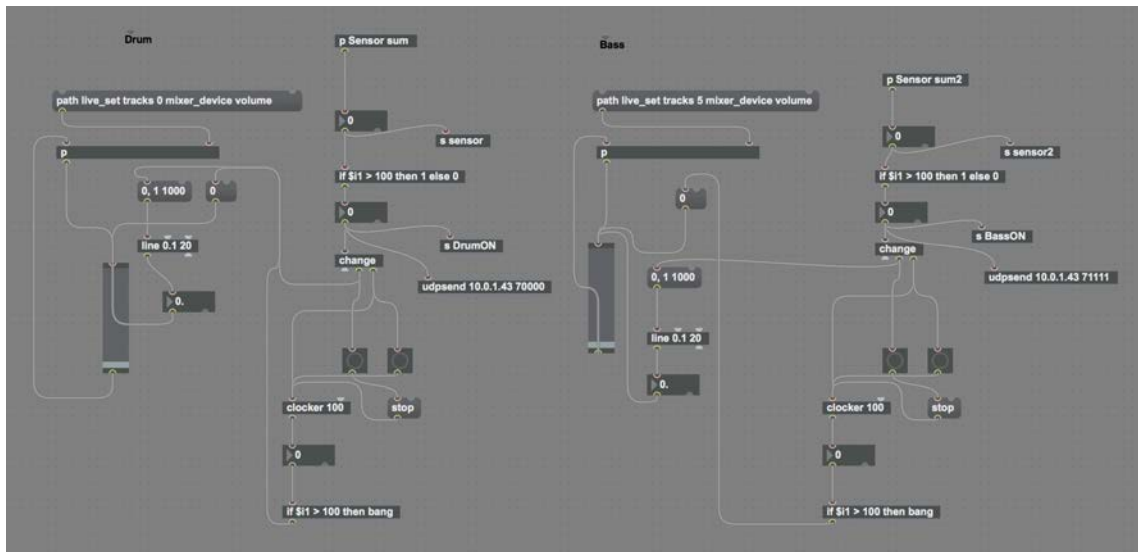 Drum
p Sensor sum
path live_set tracks 0 mixer_device volume
0
s sensor
p
if $i1 > 100 then 1 else 0
0, 1 1000
0
0
line 0.1 20
s DrumON
change
udpsend 10.0.1.43 70000
0.
clocker 100
stop
0
if $i1 > 100 then bang
Bass
p Sensor sum2
path live_set tracks 5 mixer_device volume
0
s sensor2
p
if $i1 > 100 then 1 else 0
0
0
s BassON
change
0, 1 1000
udpsend 10.0.1.43 71111
line 0.1 20
0.
clocker 100
stop
0
if $i1 > 100 then bang